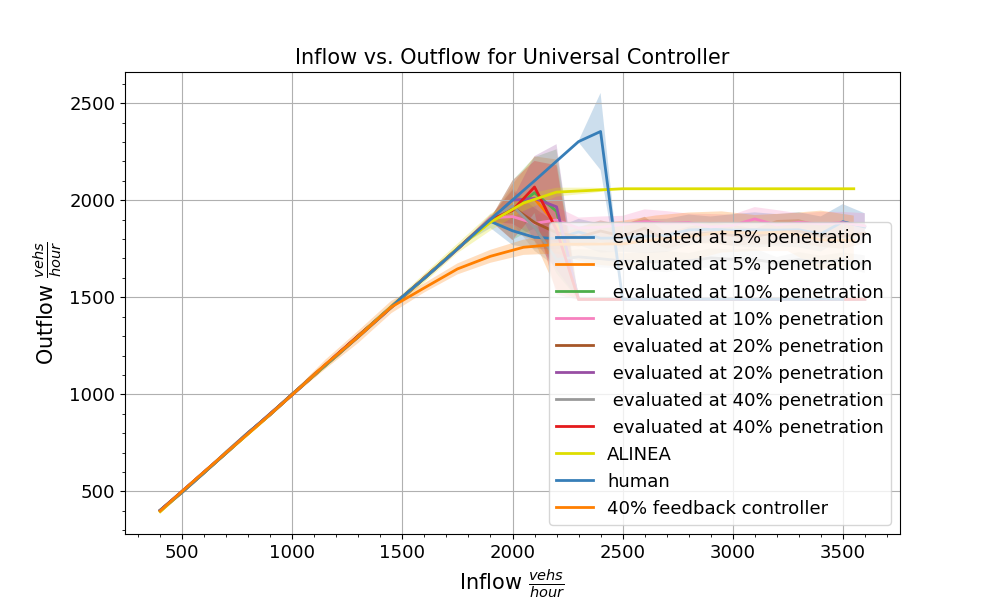 Inflow vs. Outflow for Universal Controller
Outflow vehs/hour
2500
2000
1500
1000
500
evaluated at 5% penetration
evaluated at 5% penetration
evaluated at 10% penetration
evaluated at 10% penetration
evaluated at 20% penetration
evaluated at 20% penetration
evaluated at 40% penetration
evaluated at 40% penetration
ALINEA
human
40% feedback controller
500 1000 1500 2000 2500 3000 3500
Inflow vehs/hour